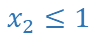 x₂ ≤ 1